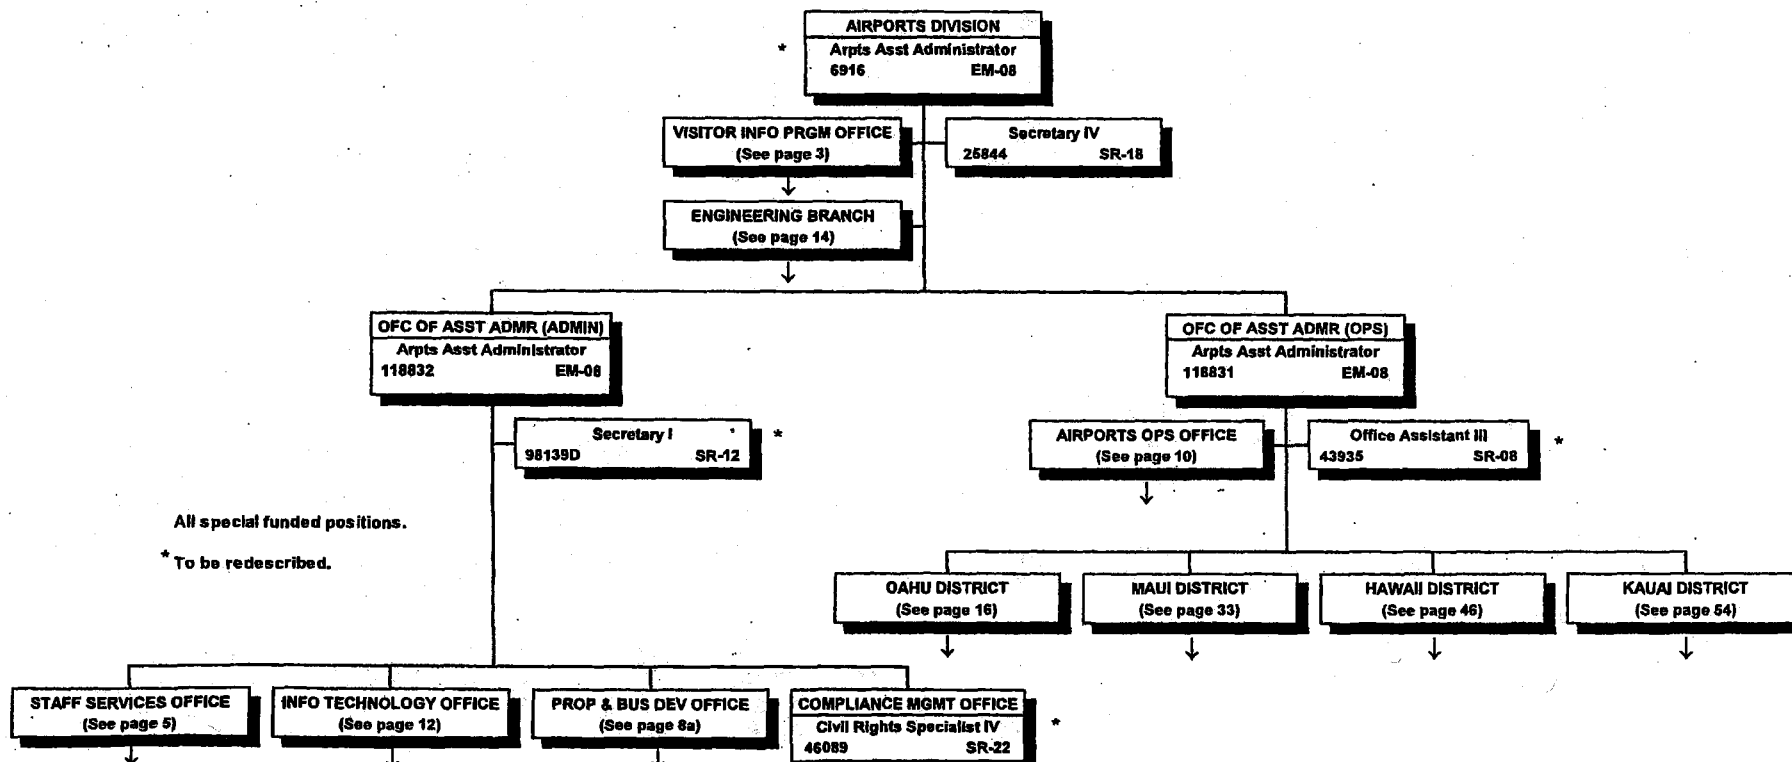 AIRPORTS DIVISION
* Arpts Asst Administrator
6916 EM-08
VISITOR INFO PRGM OFFICE
(See page 3)
Secretary IV
25844 SR-18
ENGINEERING BRANCH
(See page 14)
OFC OF ASST ADMR (ADMIN)
Arpts Asst Administrator
118832 EM-08
OFC OF ASST ADMR (OPS)
Arpts Asst Administrator
118831 EM-08
Secretary I *
98139D SR-12
AIRPORTS OPS OFFICE
(See page 10)
Office Assistant III *
43935 SR-08
All special funded positions.
* To be redescribed.
OAHU DISTRICT
(See page 16)
MAUI DISTRICT
(See page 33)
HAWAII DISTRICT
(See page 46)
KAUAI DISTRICT
(See page 54)
STAFF SERVICES OFFICE
(See page 5)
INFO TECHNOLOGY OFFICE
(See page 12)
PROP & BUS DEV OFFICE
(See page 8a)
COMPLIANCE MGMT OFFICE
Civil Rights Specialist IV *
46089 SR-22